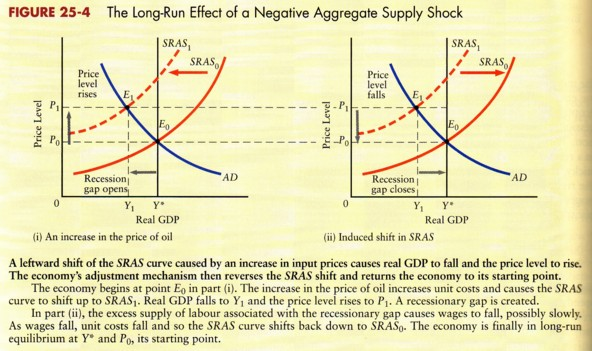 FIGURE 25-4 The Long-Run Effect of a Negative Aggregate Supply Shock
SRAS1
SRAS0
Price
level
rises
E1
P1
E0
P0
Price Level
Recession
gap opens
AD
0
Y1
Y*
Real GDP
(i) An increase in the price of oil
SRAS1
SRAS0
Price
level
falls
E1
P1
E0
P0
Price Level
Recession
gap closes
AD
0
Y1
Y*
Real GDP
(ii) Induced shift in SRAS
A leftward shift of the SRAS curve caused by an increase in input prices causes real GDP to fall and the price level to rise.
The economy's adjustment mechanism then reverses the SRAS shift and returns the economy to its starting point.
The economy begins at point E0 in part (i). The increase in the price of oil increases unit costs and causes the SRAS
curve to shift up to SRAS1. Real GDP falls to Y1 and the price level rises to P1. A recessionary gap is created.
In part (ii), the excess supply of labour associated with the recessionary gap causes wages to fall, possibly slowly.
As wages fall, unit costs fall and so the SRAS curve shifts back down to SRAS0. The economy is finally in long-run
equilibrium at Y* and P0, its starting point.